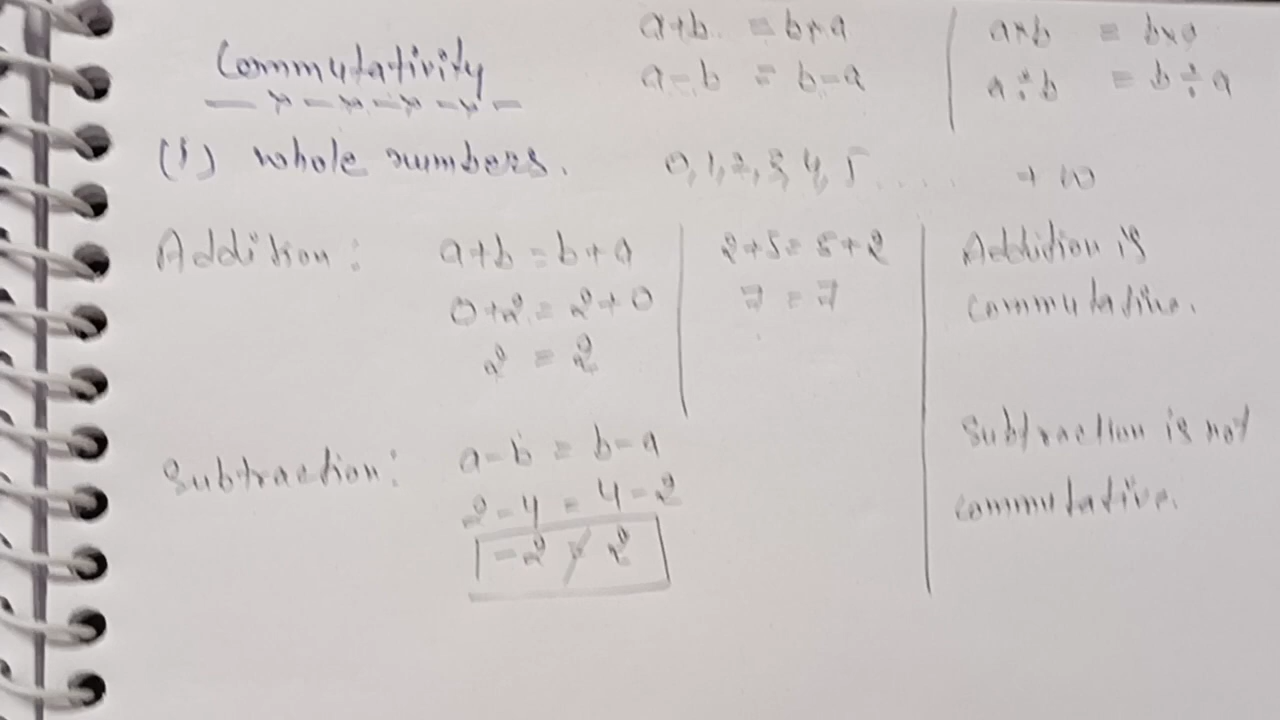 Commutativity
a+b = b+a
a-b = b-a
a×b = b×a
a÷b = b÷a
(i) whole numbers. 0,1,2,3,4,5.....
Addition: a+b = b+a
0+2 = 2+0
2 = 2
2+5 = 5+2
7 = 7
Addition is
commutative.
Subtraction: a-b = b-a
2-4 = 4-2
-2 ≠ 2
Subtraction is not
commutative.